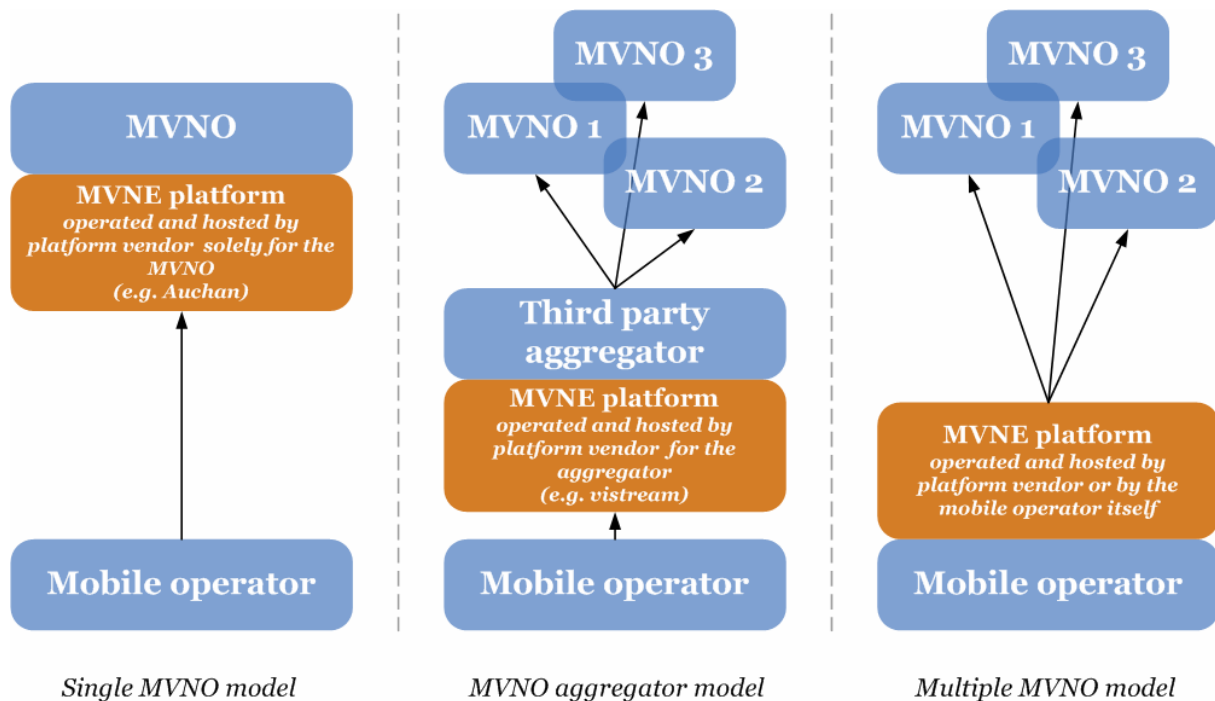 MVNO
MVNE platform
operated and hosted by
platform vendor solely for the
MVNO
(e.g. Auchan)
Mobile operator
Single MVNO model
MVNO 3
MVNO 1
MVNO 2
Third party
aggregator
MVNE platform
operated and hosted by
platform vendor for the
aggregator
(e.g. vistream)
Mobile operator
MVNO aggregator model
MVNO 3
MVNO 1
MVNO 2
MVNE platform
operated and hosted by
platform vendor or by the
mobile operator itself
Mobile operator
Multiple MVNO model